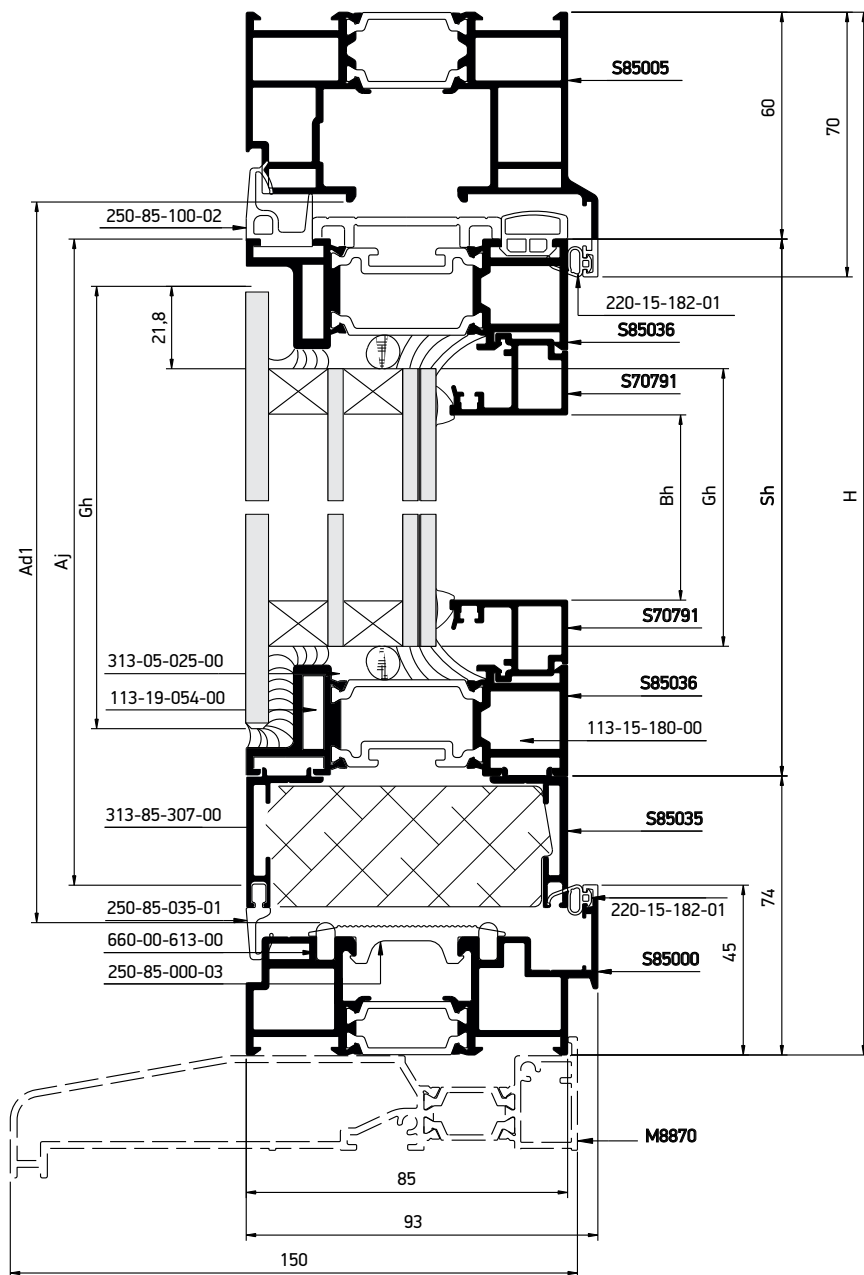 S85005
60
70
250-85-100-02
220-15-182-01
21,8
S85036
S70791
Gh
Bh
Gh
Sh
H
Ad1
Aj
S70791
313-05-025-00
S85036
113-19-054-00
113-15-180-00
313-85-307-00
S85035
250-85-035-01
220-15-182-01
74
45
660-00-613-00
S85000
250-85-000-03
M8870
85
93
150